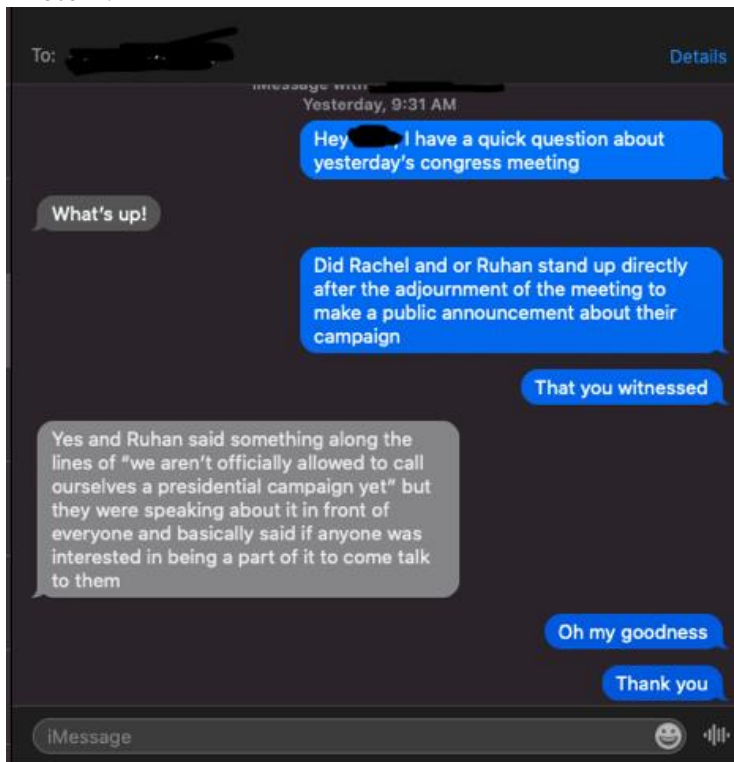 To:
Details
iMessage with
Yesterday, 9:31 AM
Hey , I have a quick question about
yesterday's congress meeting
What's up!
Did Rachel and or Ruhan stand up directly
after the adjournment of the meeting to
make a public announcement about their
campaign
That you witnessed
Yes and Ruhan said something along the
lines of “we aren't officially allowed to call
ourselves a presidential campaign yet” but
they were speaking about it in front of
everyone and basically said if anyone was
interested in being a part of it to come talk
to them
Oh my goodness
Thank you
iMessage